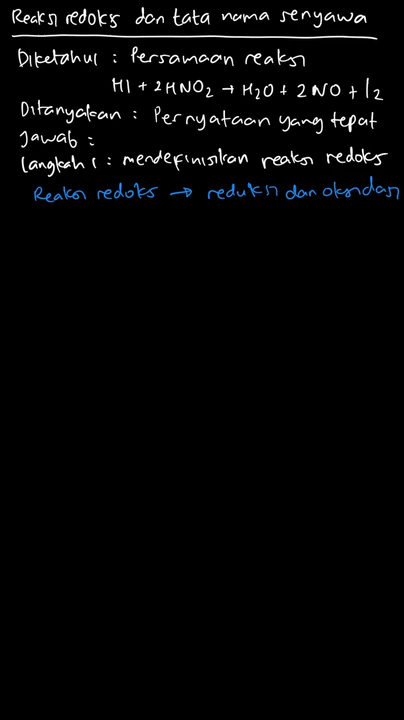 Reaksi redoks dan tata nama senyawa
Diketahui : Persamaan reaksi
HI + 2HNO₂ → H₂O + 2NO + I₂
Ditanyakan : Pernyataan yang tepat
Jawab :
Langkah 1 : mendefinisikan reaksi redoks
Reaksi redoks → reduksi dan oksidasi